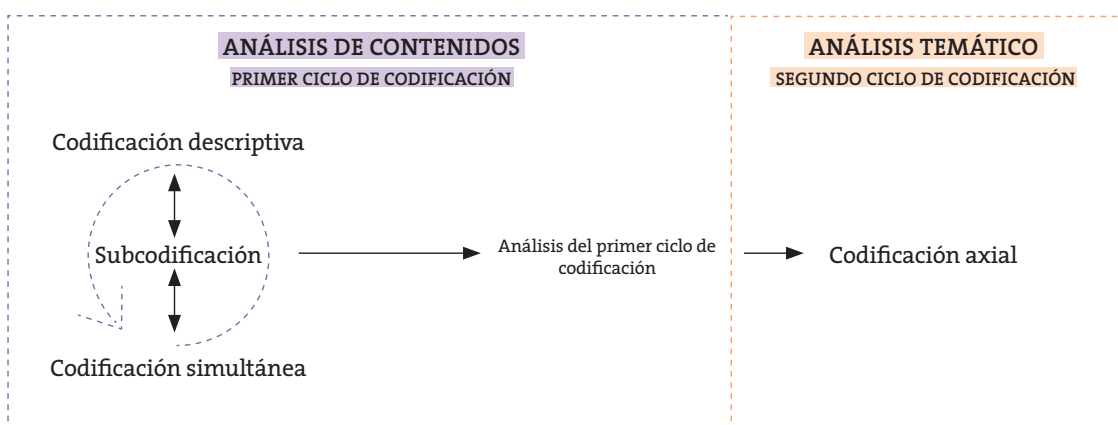 ANÁLISIS DE CONTENIDOS
PRIMER CICLO DE CODIFICACIÓN
ANÁLISIS TEMÁTICO
SEGUNDO CICLO DE CODIFICACIÓN
Codificación descriptiva
Subcodificación
Codificación simultánea
Análisis del primer ciclo de
codificación
Codificación axial